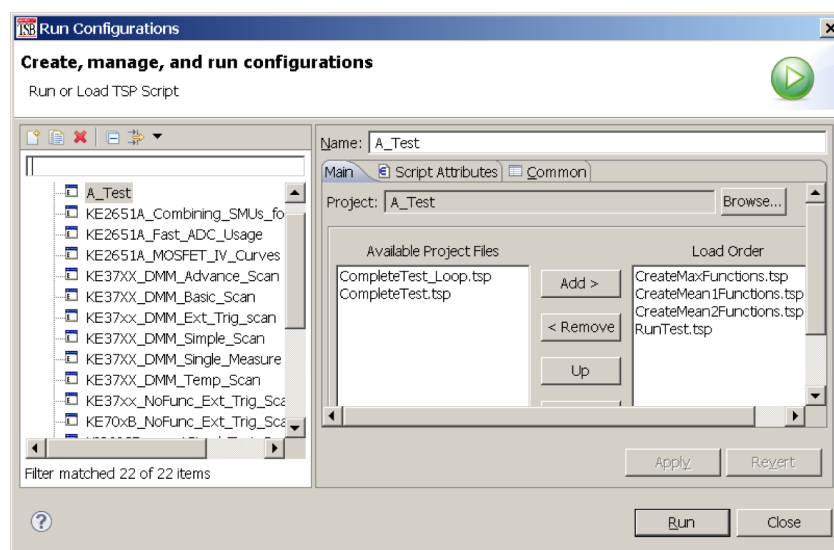 TSB Run Configurations
Create, manage, and run configurations
Run or Load TSP Script
A_Test
KE2651A_Combining_SMUs_fo
KE2651A_Fast_ADC_Usage
KE2651A_MOSFET_IV_Curves
KE37XX_DMM_Advance_Scan
KE37XX_DMM_Basic_Scan
KE37xx_DMM_Ext_Trig_scan
KE37XX_DMM_Simple_Scan
KE37XX_DMM_Single_Measure
KE37XX_DMM_Temp_Scan
KE37xx_NoFunc_Ext_Trig_Sca
KE70xB_NoFunc_Ext_Trig_Sca
Filter matched 22 of 22 items
Name: A_Test
Main Script Attributes Common
Project: A_Test Browse...
Available Project Files
CompleteTest_Loop.tsp
CompleteTest.tsp
Add >
< Remove
Up
Load Order
CreateMaxFunctions.tsp
CreateMean1Functions.tsp
CreateMean2Functions.tsp
RunTest.tsp
Apply Revert
? Run Close